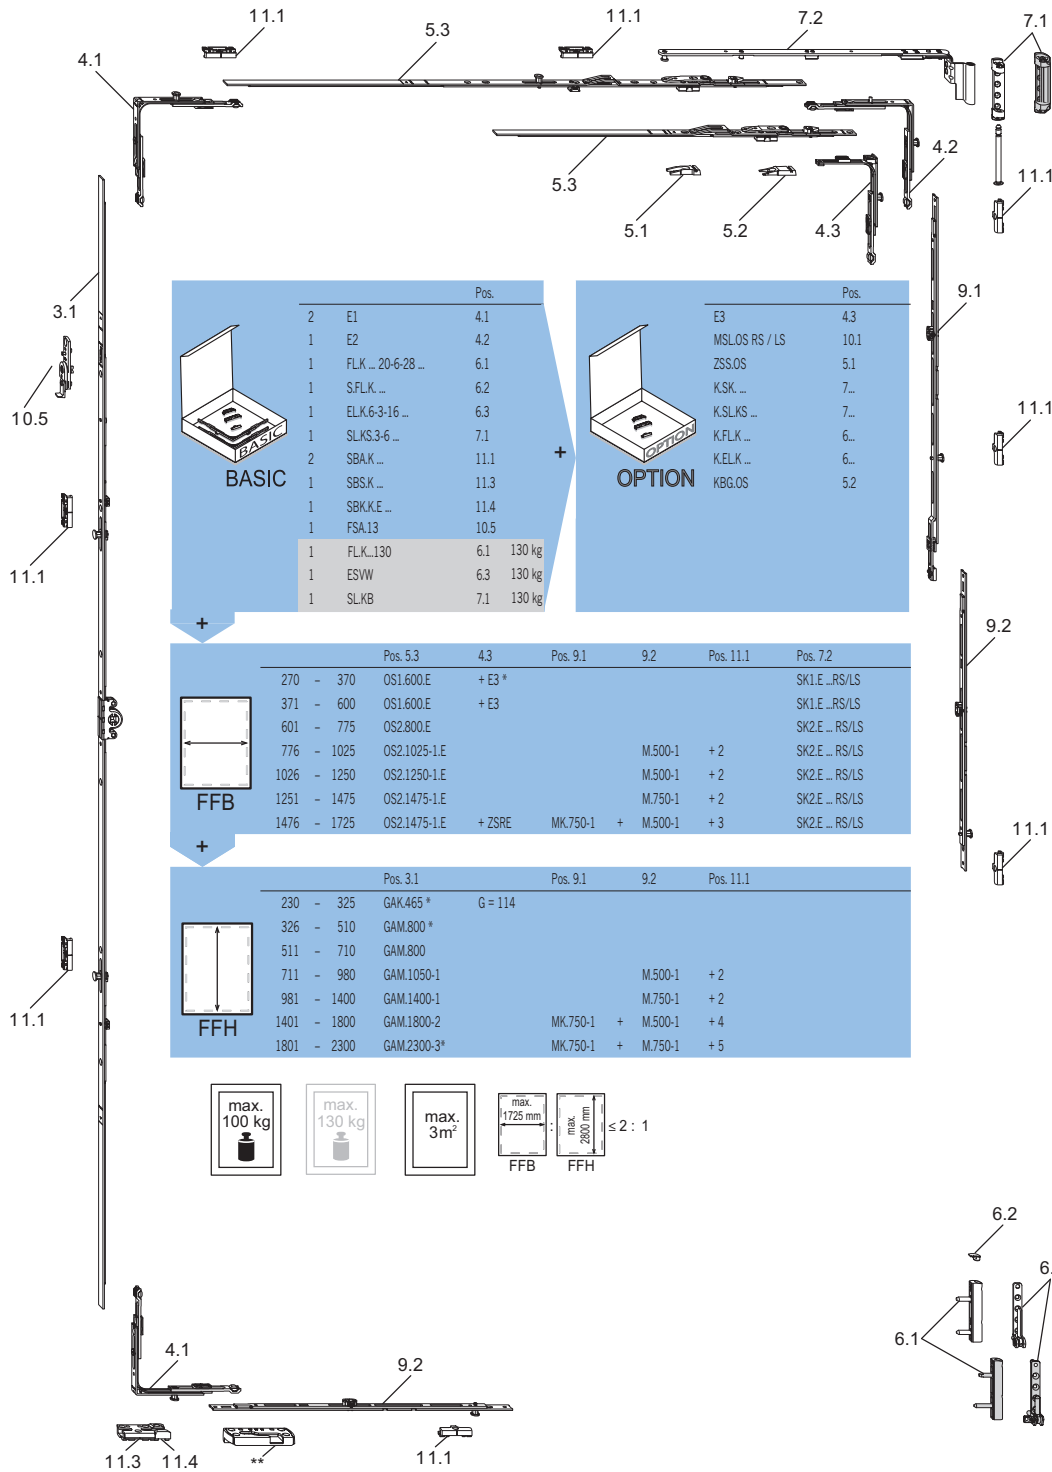 11.1
5.3
11.1
7.2
7.1
4.1
5.3
4.2
11.1
5.1
5.2
4.3
3.1
9.1
10.5
11.1
11.1
9.2
11.1
11.1
Pos.
2 E1 4.1
1 E2 4.2
1 FL.K ... 20-6-28 ... 6.1
1 S.FL.K. ... 6.2
1 EL.K.6-3-16 ... 6.3
1 SL.KS.3-6 ... 7.1
2 SBA.K ... 11.1
1 SBS.K ... 11.3
1 SBK.K.E ... 11.4
1 FSA.13 10.5
1 FL.K...130 6.1 130 kg
1 ESVW 6.3 130 kg
1 SL.KB 7.1 130 kg
BASIC
BASIC
+
Pos.
E3 4.3
MSL.OS RS / LS 10.1
ZSS.OS 5.1
K.SK. ... 7...
K.SL.KS ... 7...
K.FL.K ... 6...
K.EL.K ... 6...
KBG.OS 5.2
OPTION
OPTION
+
Pos. 5.3 4.3 Pos. 9.1 9.2 Pos. 11.1 Pos. 7.2
270 – 370 OS1.600.E + E3 * SK1.E ...RS/LS
371 – 600 OS1.600.E + E3 SK1.E ...RS/LS
601 – 775 OS2.800.E SK2.E ... RS/LS
776 – 1025 OS2.1025-1.E M.500-1 + 2 SK2.E ... RS/LS
1026 – 1250 OS2.1250-1.E M.500-1 + 2 SK2.E ... RS/LS
1251 – 1475 OS2.1475-1.E M.750-1 + 2 SK2.E ... RS/LS
1476 – 1725 OS2.1475-1.E + ZSRE MK.750-1 + M.500-1 + 3 SK2.E ... RS/LS
FFB
+
Pos. 3.1 Pos. 9.1 9.2 Pos. 11.1
230 – 325 GAK.465 * G = 114
326 – 510 GAM.800 *
511 – 710 GAM.800
711 – 980 GAM.1050-1 M.500-1 + 2
981 – 1400 GAM.1400-1 M.750-1 + 2
1401 – 1800 GAM.1800-2 MK.750-1 + M.500-1 + 4
1801 – 2300 GAM.2300-3* MK.750-1 + M.750-1 + 5
FFH
max.
100 kg
max.
130 kg
max.
3m²
max.
1725 mm
FFB
:
max.
2800 mm
FFH
≤ 2 : 1
6.2
6.1
4.1
9.2
11.3
11.4
**
11.1